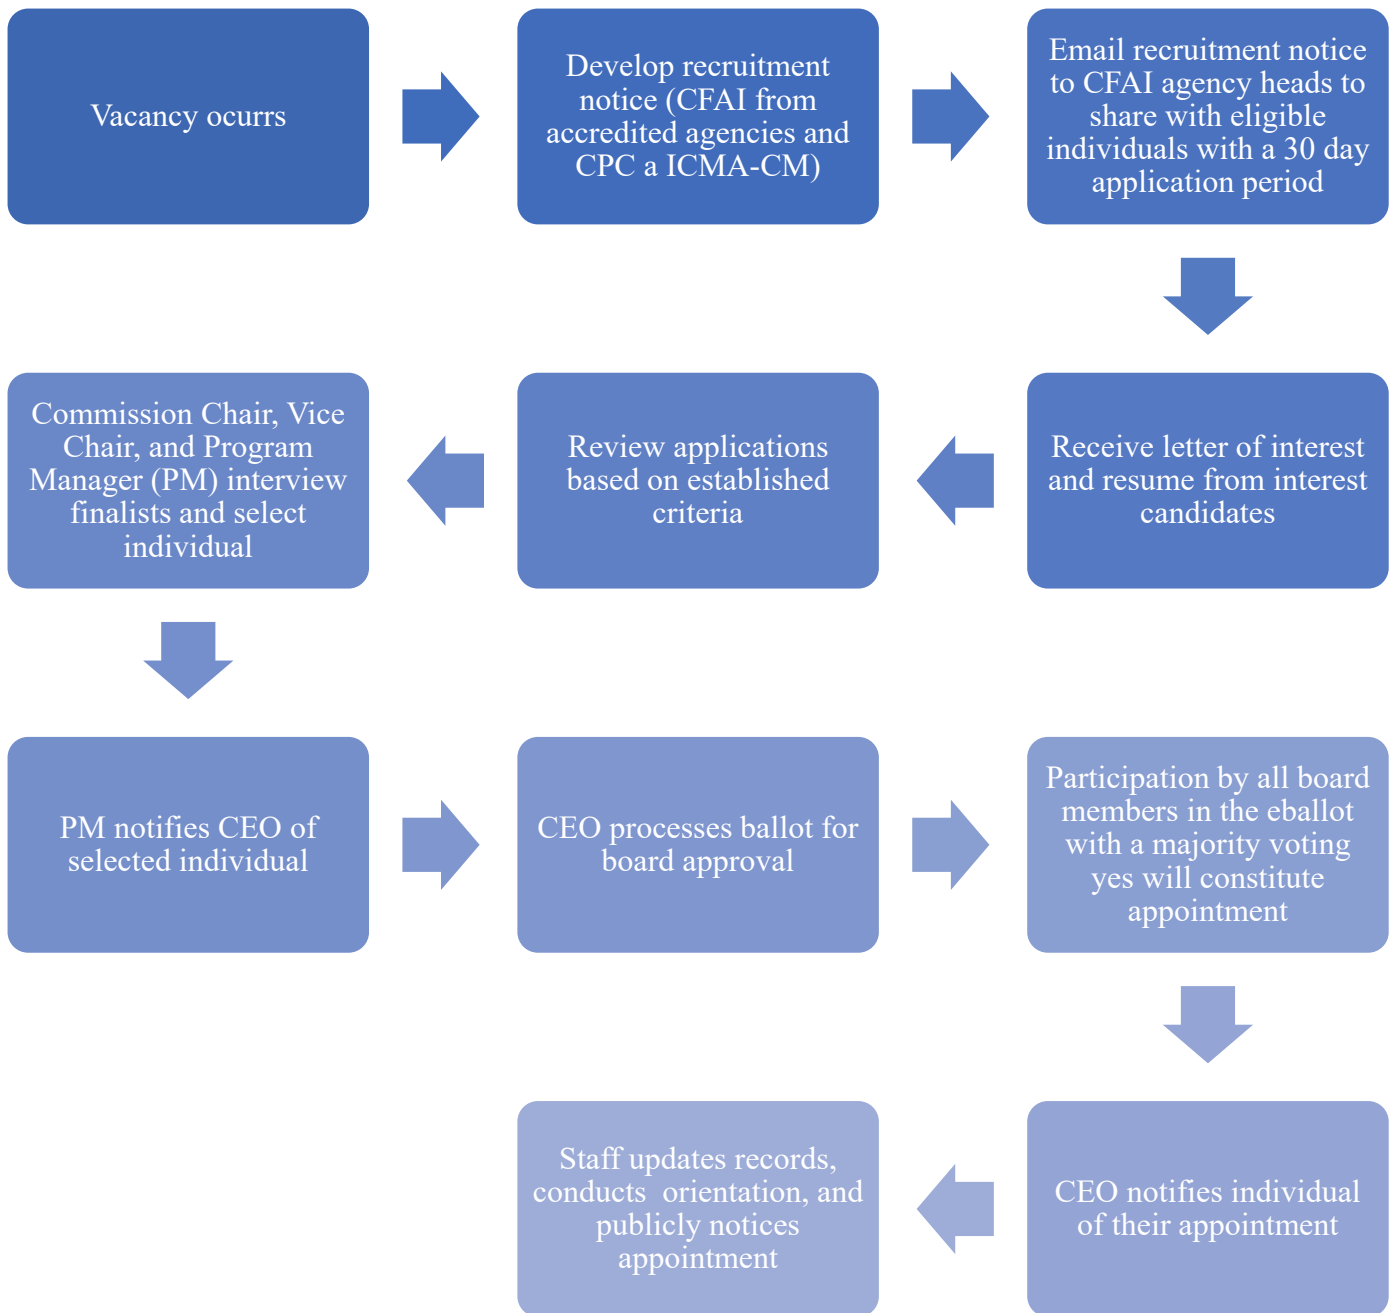 Vacancy ocurrs
Develop recruitment
notice (CFAI from
accredited agencies and
CPC a ICMA-CM)
Email recruitment notice
to CFAI agency heads to
share with eligible
individuals with a 30 day
application period
Receive letter of interest
and resume from interest
candidates
Review applications
based on established
criteria
Commission Chair, Vice
Chair, and Program
Manager (PM) interview
finalists and select
individual
PM notifies CEO of
selected individual
CEO processes ballot for
board approval
Participation by all board
members in the eballot
with a majority voting
yes will constitute
appointment
CEO notifies individual
of their appointment
Staff updates records,
conducts  orientation, and
publicly notices
appointment